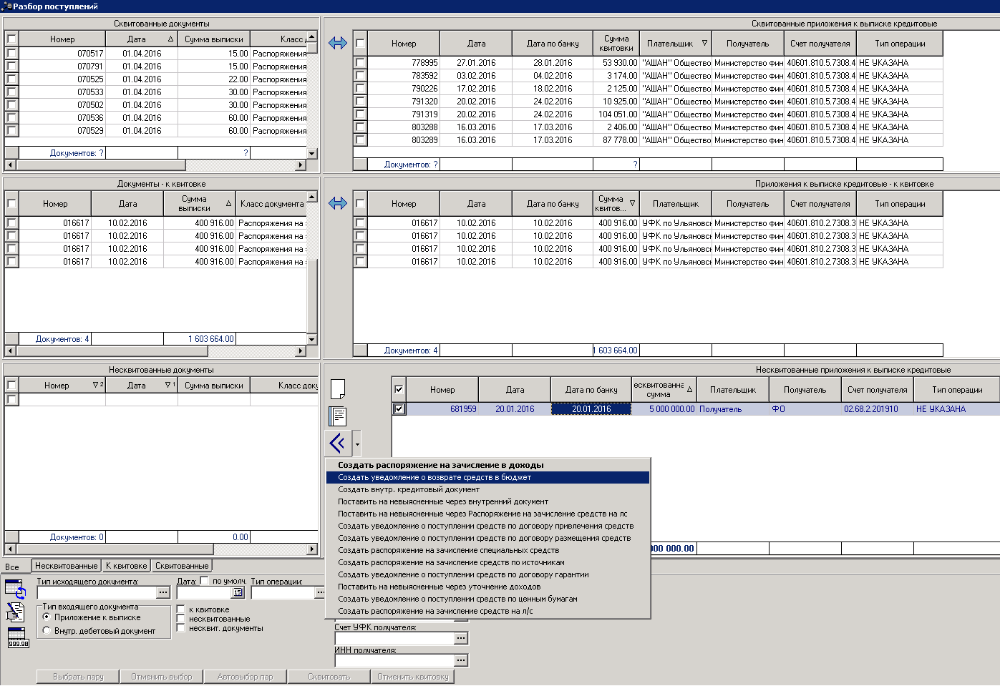 Разбор поступлений
Сквитованные документы
Номер Дата Сумма выписки Класс д
070517 01.04.2016 15.00 Распоряжения
070791 01.04.2016 15.00 Распоряжения
070525 01.04.2016 22.00 Распоряжения
070533 01.04.2016 30.00 Распоряжения
070502 01.04.2016 30.00 Распоряжения
070536 01.04.2016 60.00 Распоряжения
070529 01.04.2016 60.00 Распоряжения
Документов: ? ?
Сквитованные приложения к выписке кредитовые
Номер Дата Дата по банку Сумма квитовки Плательщик Получатель Счет получателя Тип операции
778995 27.01.2016 28.01.2016 53 930.00 "АШАН" Общество Министерство фин 40601.810.5.7308.4 НЕ УКАЗАНА
783592 03.02.2016 04.02.2016 3 174.00 "АШАН" Общество Министерство фин 40601.810.5.7308.4 НЕ УКАЗАНА
790226 17.02.2016 18.02.2016 2 125.00 "АШАН" Общество Министерство фин 40601.810.5.7308.4 НЕ УКАЗАНА
791320 20.02.2016 24.02.2016 10 925.00 "АШАН" Общество Министерство фин 40601.810.5.7308.4 НЕ УКАЗАНА
791319 20.02.2016 24.02.2016 104 051.00 "АШАН" Общество Министерство фин 40601.810.5.7308.4 НЕ УКАЗАНА
803288 16.03.2016 17.03.2016 2 406.00 "АШАН" Общество Министерство фин 40601.810.5.7308.4 НЕ УКАЗАНА
803289 16.03.2016 17.03.2016 87 778.00 "АШАН" Общество Министерство фин 40601.810.5.7308.4 НЕ УКАЗАНА
Документов: ? ?
Документы - к квитовке
Номер Дата Сумма выписки Класс документа
016617 10.02.2016 400 916.00 Распоряжения на
016617 10.02.2016 400 916.00 Распоряжения на
016617 10.02.2016 400 916.00 Распоряжения на
016617 10.02.2016 400 916.00 Распоряжения на
Документов: 4 1 603 664.00
Приложения к выписке кредитовые - к квитовке
Номер Дата Дата по банку Сумма квитов... Плательщик Получатель Счет получателя Тип операции
016617 10.02.2016 10.02.2016 400 916.00 УФК по Ульяновск Министерство фин 40601.810.2.7308.3 НЕ УКАЗАНА
016617 10.02.2016 10.02.2016 400 916.00 УФК по Ульяновск Министерство фин 40601.810.2.7308.3 НЕ УКАЗАНА
016617 10.02.2016 10.02.2016 400 916.00 УФК по Ульяновск Министерство фин 40601.810.2.7308.3 НЕ УКАЗАНА
016617 10.02.2016 10.02.2016 400 916.00 УФК по Ульяновск Министерство фин 40601.810.2.7308.3 НЕ УКАЗАНА
Документов: 4 1 603 664.00
Несквитованные документы
Номер 2 Дата 1 Сумма выписки Класс доку
Документов: 0 0.00
Несквитованные приложения к выписке кредитовые
Номер Дата Дата по банку есквитованна сумма Плательщик Получатель Счет получателя Тип операции
681959 20.01.2016 20.01.2016 5 000 000.00 Получатель ФО 02.68.2.201910 НЕ УКАЗАНА
000 000.00
Создать распоряжение на зачисление в доходы
Создать уведомление о возврате средств в бюджет
Создать внутр. кредитовый документ
Поставить на невыясненные через внутренний документ
Поставить на невыясненные через Распоряжение на зачисление средств на лс
Создать уведомление о поступлении средств по договору привлечения средств
Создать уведомление о поступлении средств по договору размещения средств
Создать распоряжение на зачисление специальных средств
Создать распоряжение на зачисление средств по источникам
Создать уведомление о поступлении средств по договору гарантии
Поставить на невыясненные через уточнение доходов
Создать уведомление о поступлении средств по ценным бумагам
Создать распоряжение на зачисление средств на л/с
Все Несквитованные К квитовке Сквитованные
Тип исходящего документа: Дата: по умолч. Тип операции:
... 15 ...
Тип входящего документа
Приложение к выписке
Внутр. дебетовый документ
к квитовке
несквитованные
несквит. документы
999.98
Счет УФК получателя:
...
ИНН получателя:
...
Выбрать пару Отменить выбор Автовыбор пар Сквитовать Отменить квитовку